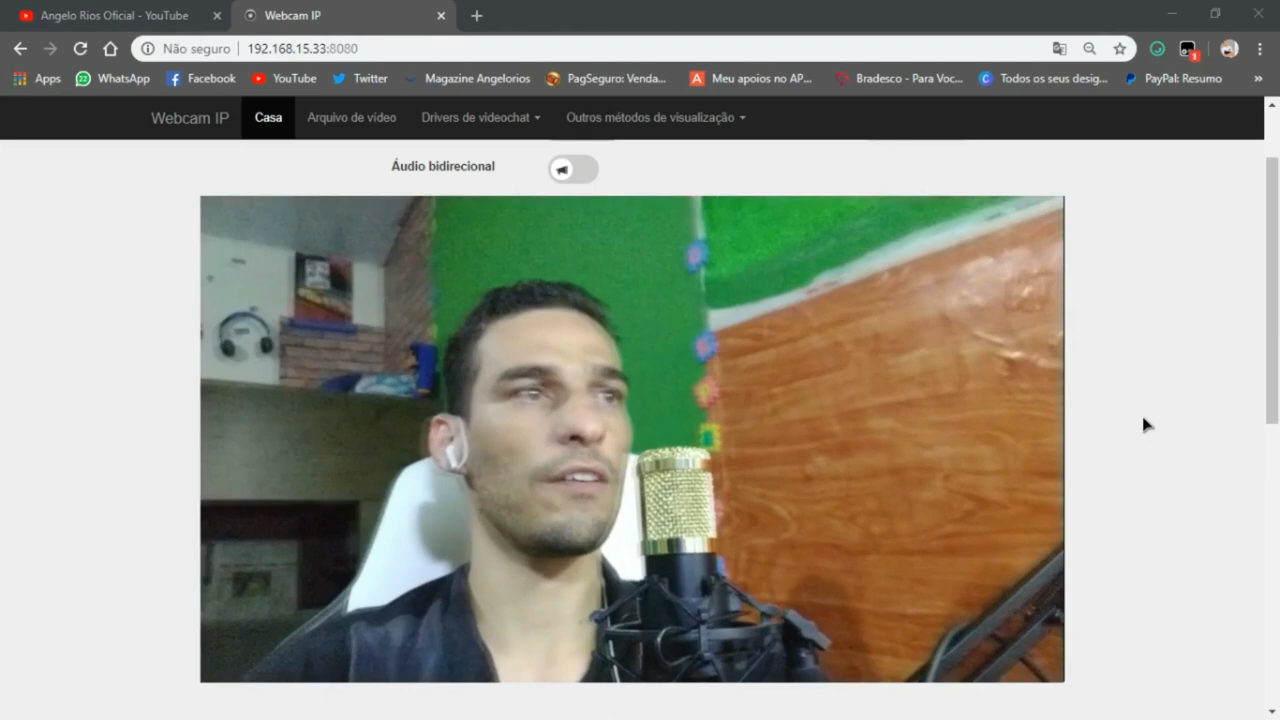 Angelo Rios Oficial - YouTube
Webcam IP
Não seguro
192.168.15.33:8080
1
Apps
22
WhatsApp
Facebook
YouTube
Twitter
Magazine Angelorios
PagSeguro: Venda...
Meu apoios no AP...
Bradesco - Para Voc...
Todos os seus desig...
PayPal: Resumo
»
Webcam IP
Casa
Arquivo de vídeo
Drivers de videochat
Outros métodos de visualização
Áudio bidirecional